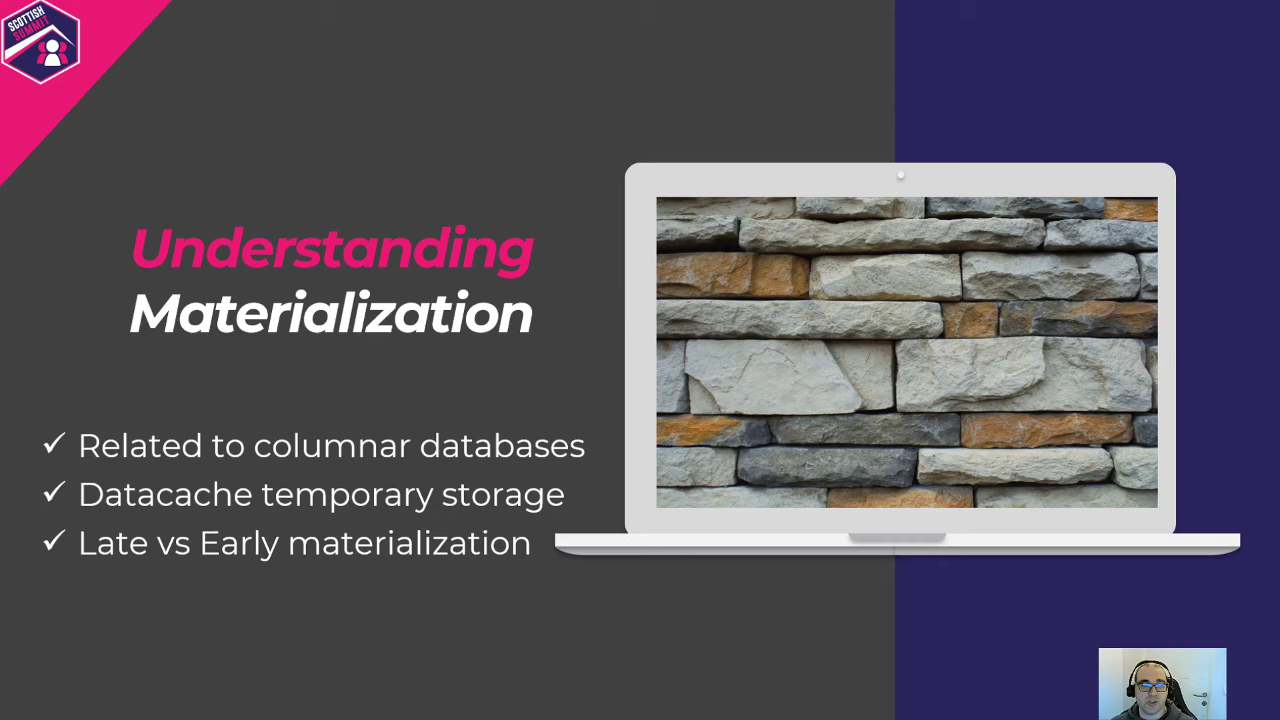 SCOTTISH
SUMMIT
Understanding
Materialization
✓ Related to columnar databases
✓ Datacache temporary storage
✓ Late vs Early materialization